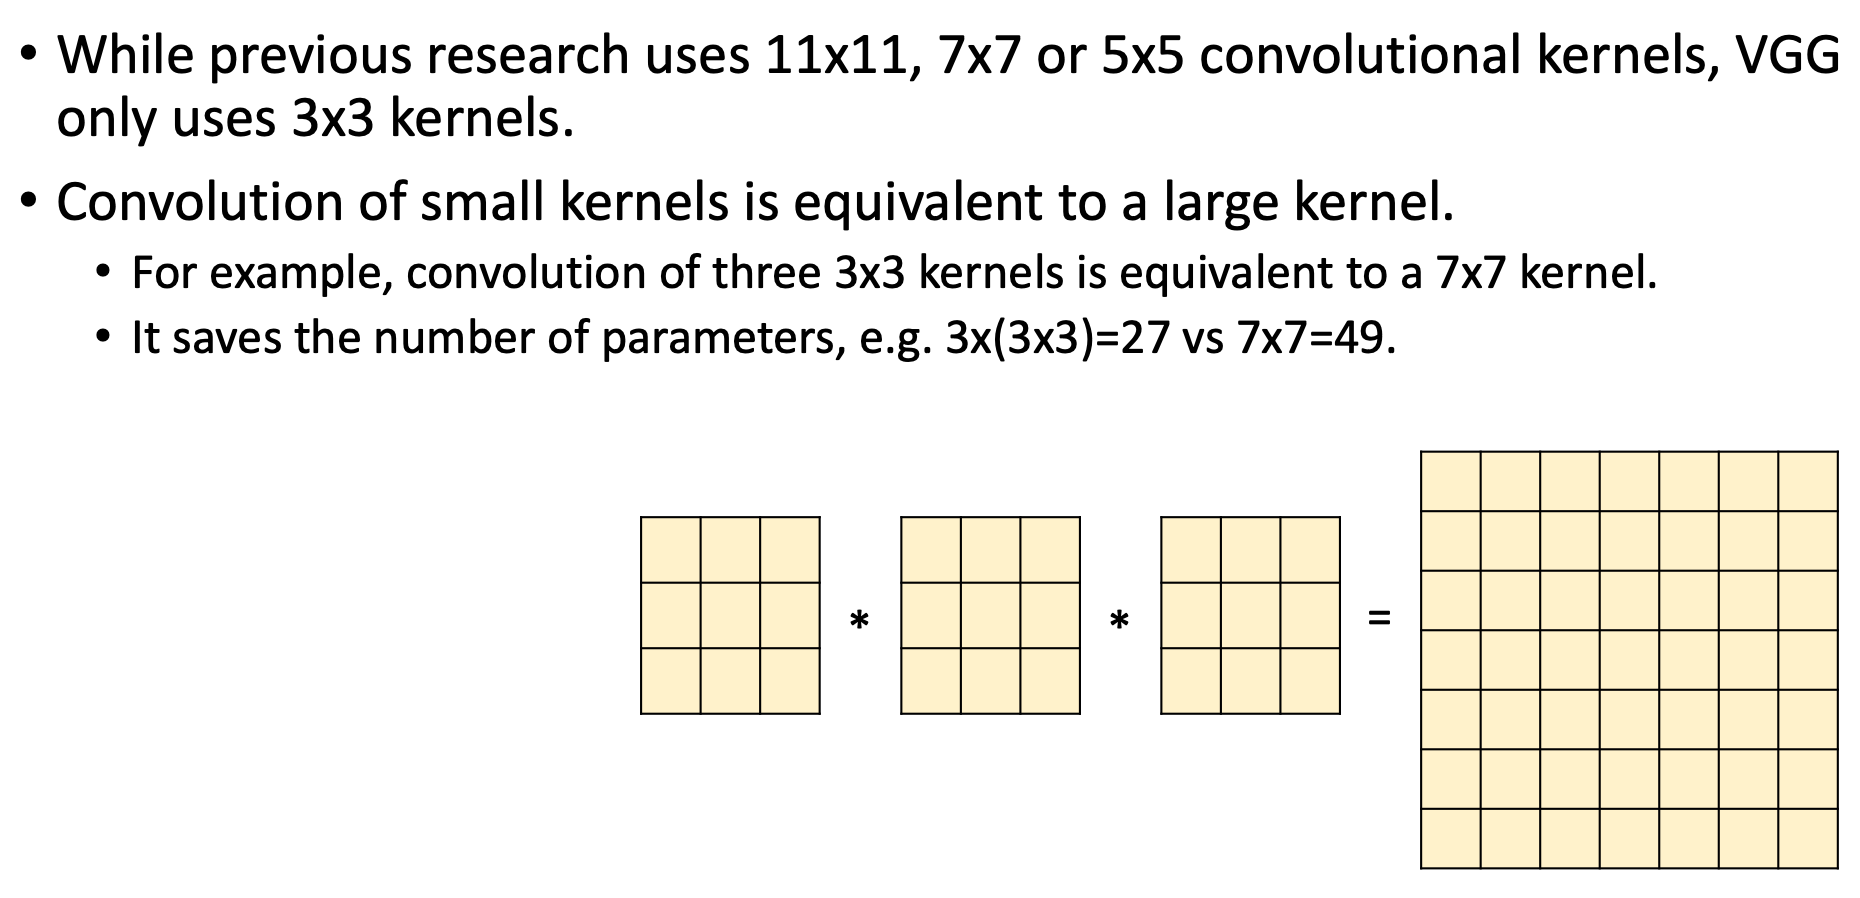 • While previous research uses 11x11, 7x7 or 5x5 convolutional kernels, VGG
only uses 3x3 kernels.
• Convolution of small kernels is equivalent to a large kernel.
• For example, convolution of three 3x3 kernels is equivalent to a 7x7 kernel.
• It saves the number of parameters, e.g. 3x(3x3)=27 vs 7x7=49.
* * =